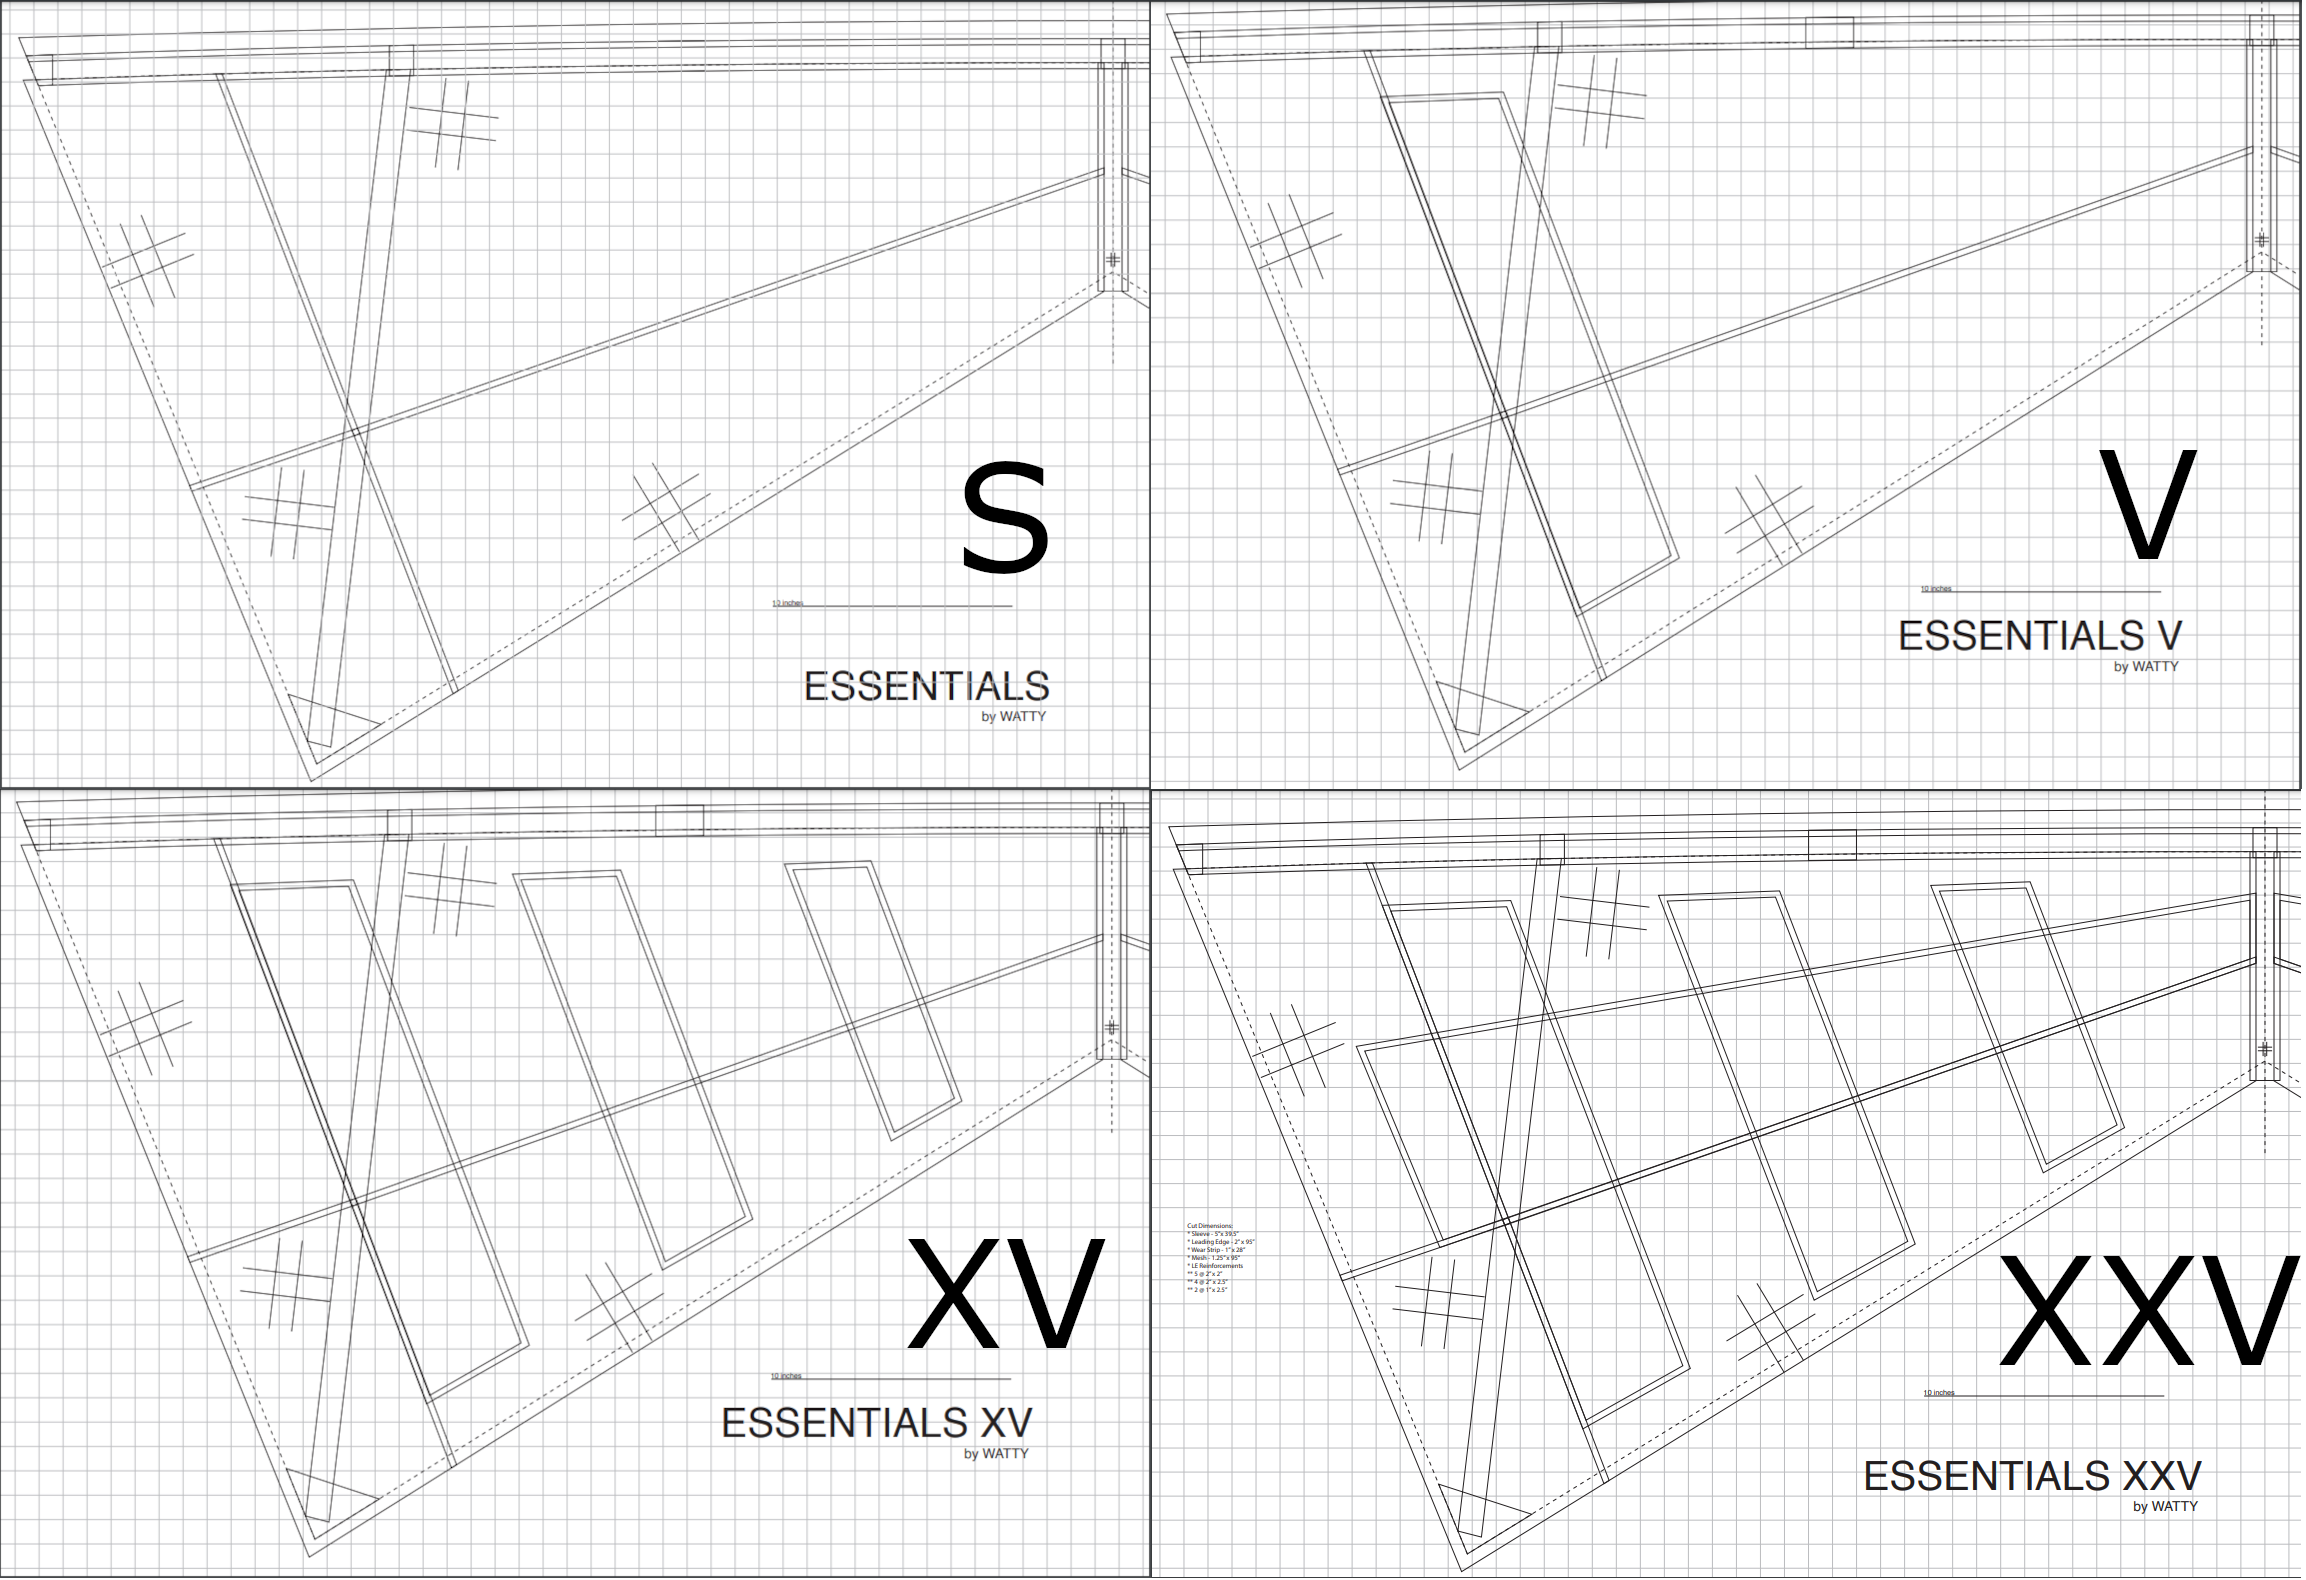 S
10 inches
ESSENTIALS
by WATTY
V
10 inches
ESSENTIALS V
by WATTY
XV
10 inches
ESSENTIALS XV
by WATTY
Cut Dimensions:
* Sleeve - 5"x 39.5"
* Leading Edge - 2" x 95"
* Wear Strip - 1" x 28"
* Mesh - 1.25" x 95"
* LE Reinforcements
** 5 @ 2" x 2"
** 4 @ 2" x 2.5"
** 2 @ 1" x 2.5"
XXV
10 inches
ESSENTIALS XXV
by WATTY